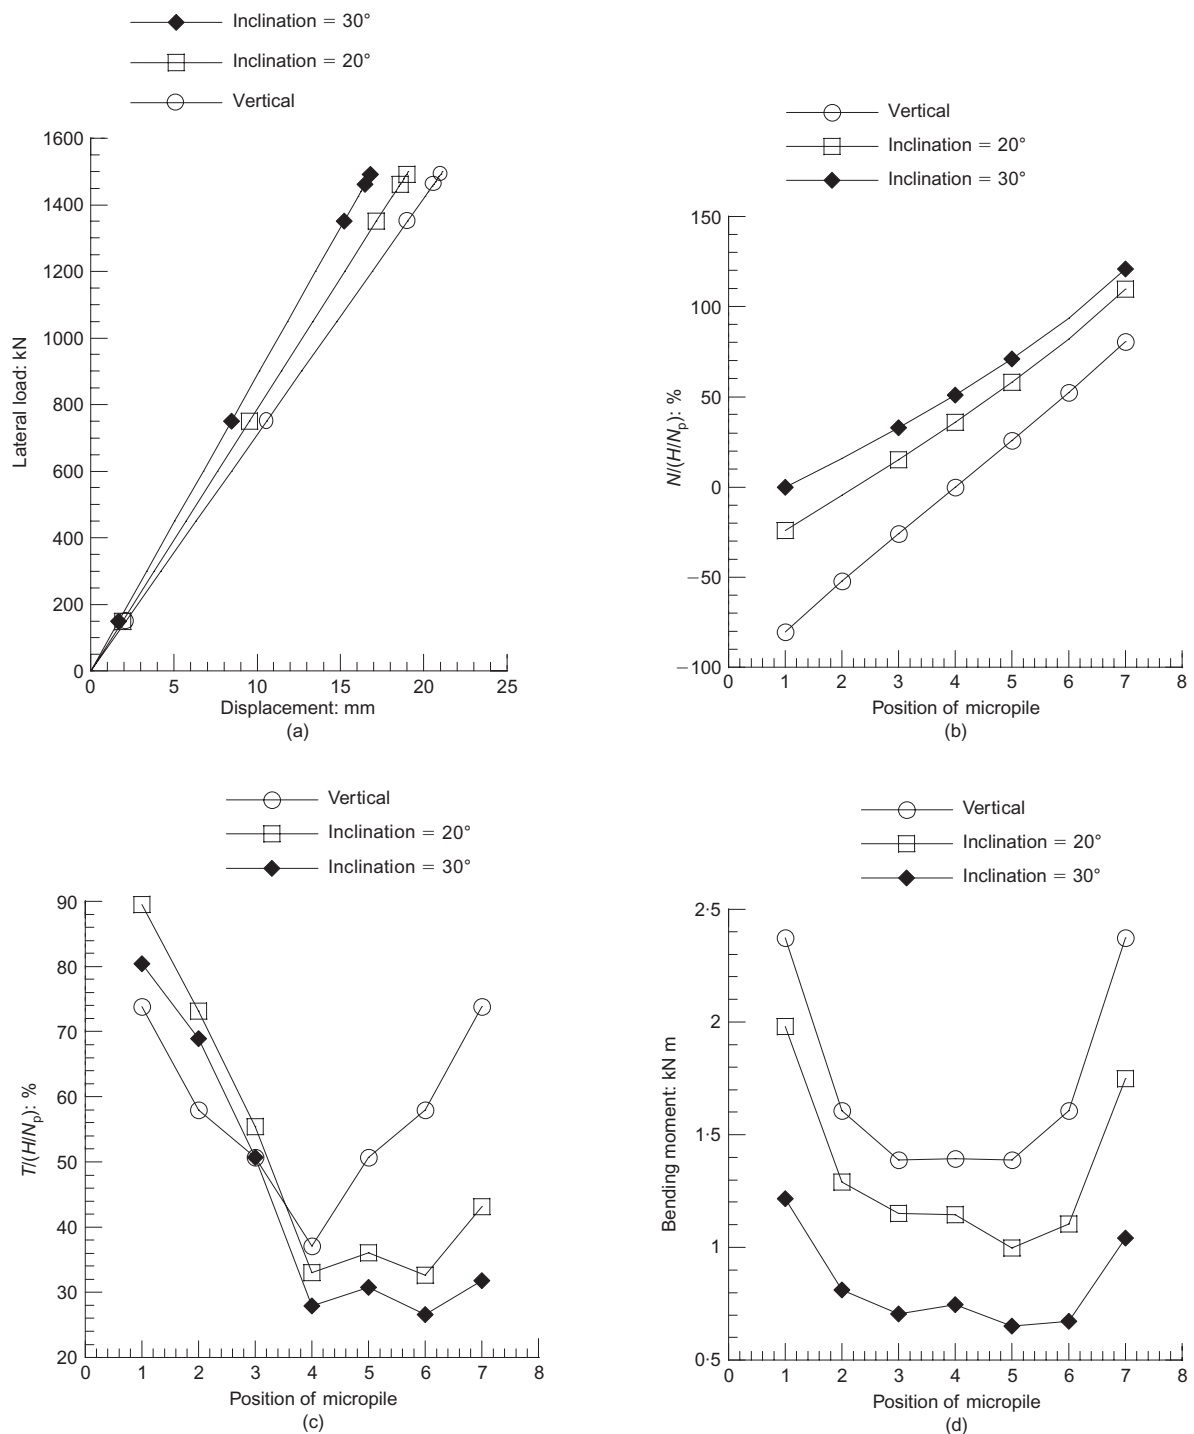 Inclination = 30°
Inclination = 20°
Vertical
1600
1400
1200
1000
800
600
400
200
0
Lateral load: kN
0 5 10 15 20 25
Displacement: mm
(a)
Vertical
Inclination = 20°
Inclination = 30°
150
100
50
0
−50
−100
N/(H/Np): %
0 1 2 3 4 5 6 7 8
Position of micropile
(b)
Vertical
Inclination = 20°
Inclination = 30°
90
80
70
60
50
40
30
20
T/(H/Np): %
0 1 2 3 4 5 6 7 8
Position of micropile
(c)
Vertical
Inclination = 20°
Inclination = 30°
2·5
2
1·5
1
0·5
Bending moment: kN m
0 1 2 3 4 5 6 7 8
Position of micropile
(d)